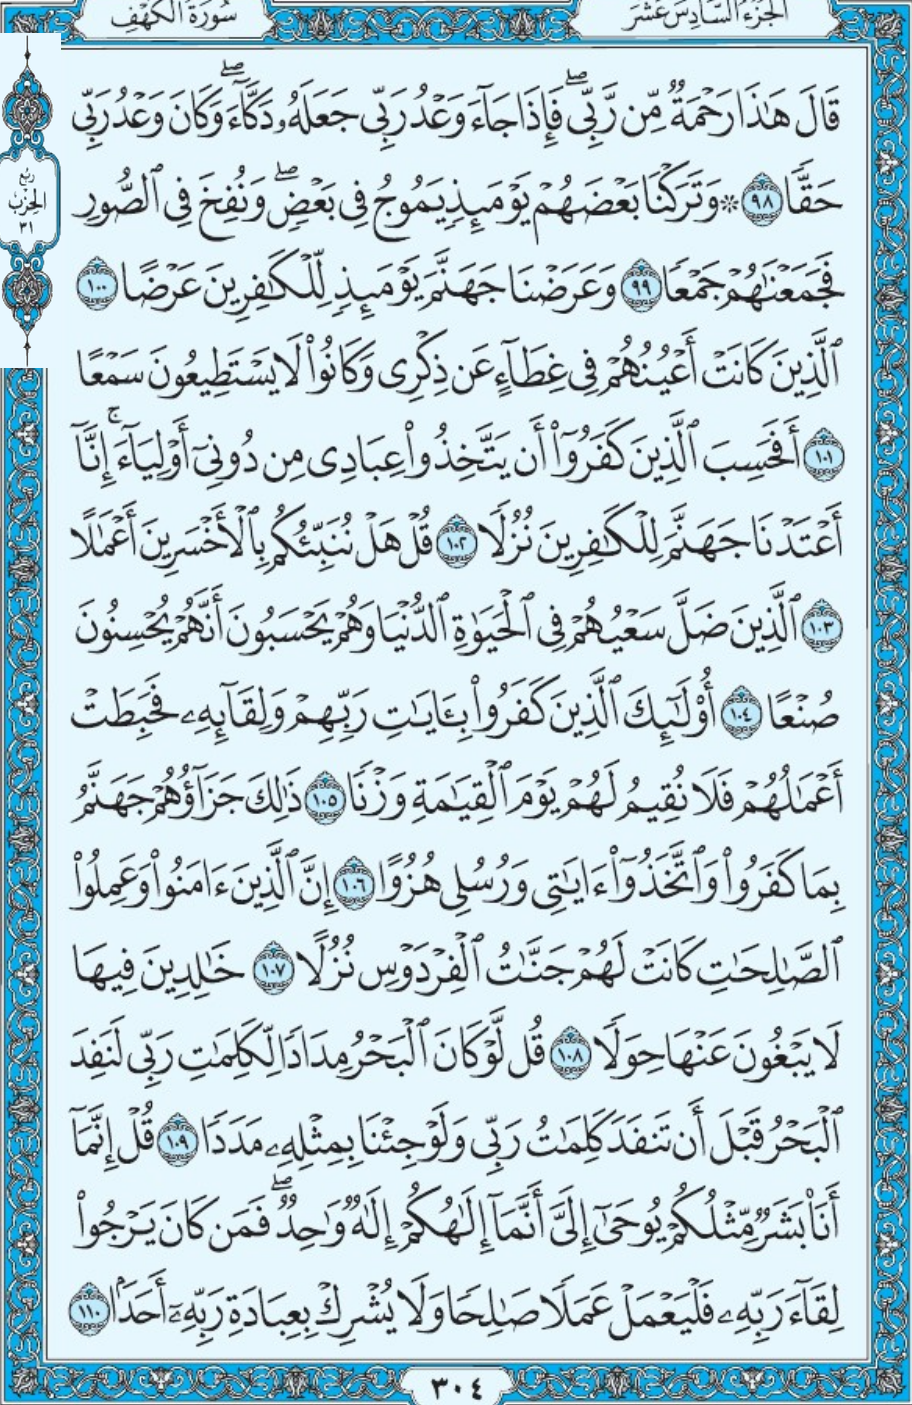 الجزء السادس عشر
سورة الكهف
ربع
الحزب
٣١
قَالَ هَٰذَا رَحْمَةٌ مِّن رَّبِّي ۖ فَإِذَا جَآءَ وَعْدُ رَبِّي جَعَلَهُۥ دَكَّآءَ ۖ وَكَانَ وَعْدُ رَبِّي
حَقًّا ٩٨ ۞ وَتَرَكْنَا بَعْضَهُمْ يَوْمَئِذٍ يَمُوجُ فِي بَعْضٍ ۖ وَنُفِخَ فِي ٱلصُّورِ
فَجَمَعْنَٰهُمْ جَمْعًا ٩٩ وَعَرَضْنَا جَهَنَّمَ يَوْمَئِذٍ لِّلْكَٰفِرِينَ عَرْضًا ١٠٠
ٱلَّذِينَ كَانَتْ أَعْيُنُهُمْ فِي غِطَآءٍ عَن ذِكْرِي وَكَانُوا۟ لَا يَسْتَطِيعُونَ سَمْعًا
١٠١ أَفَحَسِبَ ٱلَّذِينَ كَفَرُوٓا۟ أَن يَتَّخِذُوا۟ عِبَادِي مِن دُونِيٓ أَوْلِيَآءَ ۚ إِنَّآ
أَعْتَدْنَا جَهَنَّمَ لِلْكَٰفِرِينَ نُزُلًا ١٠٢ قُلْ هَلْ نُنَبِّئُكُم بِٱلْأَخْسَرِينَ أَعْمَٰلًا
١٠٣ ٱلَّذِينَ ضَلَّ سَعْيُهُمْ فِي ٱلْحَيَوٰةِ ٱلدُّنْيَا وَهُمْ يَحْسَبُونَ أَنَّهُمْ يُحْسِنُونَ
صُنْعًا ١٠٤ أُو۟لَٰٓئِكَ ٱلَّذِينَ كَفَرُوا۟ بِـَٔايَٰتِ رَبِّهِمْ وَلِقَآئِهِۦ فَحَبِطَتْ
أَعْمَٰلُهُمْ فَلَا نُقِيمُ لَهُمْ يَوْمَ ٱلْقِيَٰمَةِ وَزْنًا ١٠٥ ذَٰلِكَ جَزَآؤُهُمْ جَهَنَّمُ
بِمَا كَفَرُوا۟ وَٱتَّخَذُوٓا۟ ءَايَٰتِي وَرُسُلِي هُزُوًا ١٠٦ إِنَّ ٱلَّذِينَ ءَامَنُوا۟ وَعَمِلُوا۟
ٱلصَّٰلِحَٰتِ كَانَتْ لَهُمْ جَنَّٰتُ ٱلْفِرْدَوْسِ نُزُلًا ١٠٧ خَٰلِدِينَ فِيهَا
لَا يَبْغُونَ عَنْهَا حِوَلًا ١٠٨ قُل لَّوْ كَانَ ٱلْبَحْرُ مِدَادًا لِّكَلِمَٰتِ رَبِّي لَنَفِدَ
ٱلْبَحْرُ قَبْلَ أَن تَنفَدَ كَلِمَٰتُ رَبِّي وَلَوْ جِئْنَا بِمِثْلِهِۦ مَدَدًا ١٠٩ قُلْ إِنَّمَآ
أَنَا۠ بَشَرٌ مِّثْلُكُمْ يُوحَىٰٓ إِلَيَّ أَنَّمَآ إِلَٰهُكُمْ إِلَٰهٌ وَٰحِدٌ ۖ فَمَن كَانَ يَرْجُوا۟
لِقَآءَ رَبِّهِۦ فَلْيَعْمَلْ عَمَلًا صَٰلِحًا وَلَا يُشْرِكْ بِعِبَادَةِ رَبِّهِۦٓ أَحَدًۢا ١١٠
٣٠٤